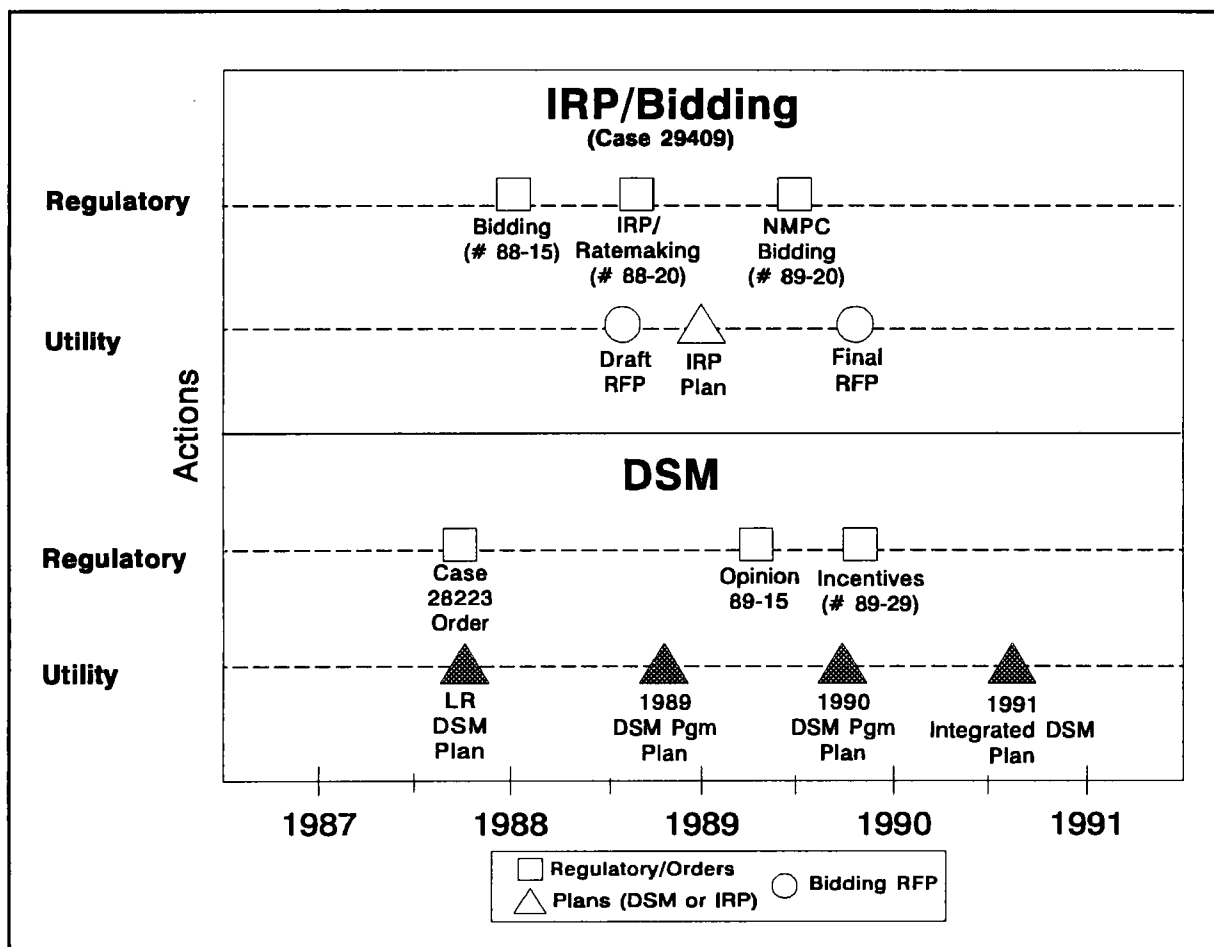 IRP/Bidding
(Case 29409)
Regulatory
Bidding
(# 88-15)
IRP/
Ratemaking
(# 88-20)
NMPC
Bidding
(# 89-20)
Utility
Draft
RFP
IRP
Plan
Final
RFP
Actions
DSM
Regulatory
Case
28223
Order
Opinion
89-15
Incentives
(# 89-29)
Utility
LR
DSM
Plan
1989
DSM Pgm
Plan
1990
DSM Pgm
Plan
1991
Integrated DSM
Plan
1987 1988 1989 1990 1991
Regulatory/Orders
Plans (DSM or IRP)
Bidding RFP